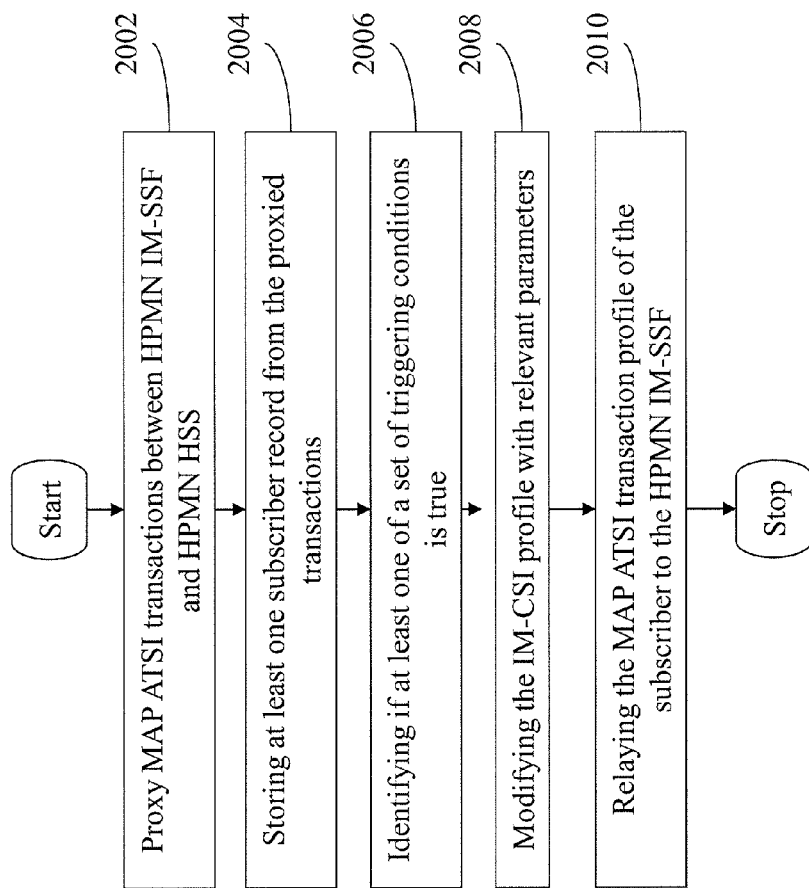 Start
Proxy MAP ATSI transactions between HPMN IM-SSF
and HPMN HSS
2002
Storing at least one subscriber record from the proxied
transactions
2004
Identifying if at least one of a set of triggering conditions
is true
2006
Modifying the IM-CSI profile with relevant parameters
2008
Relaying the MAP ATSI transaction profile of the
subscriber to the HPMN IM-SSF
2010
Stop